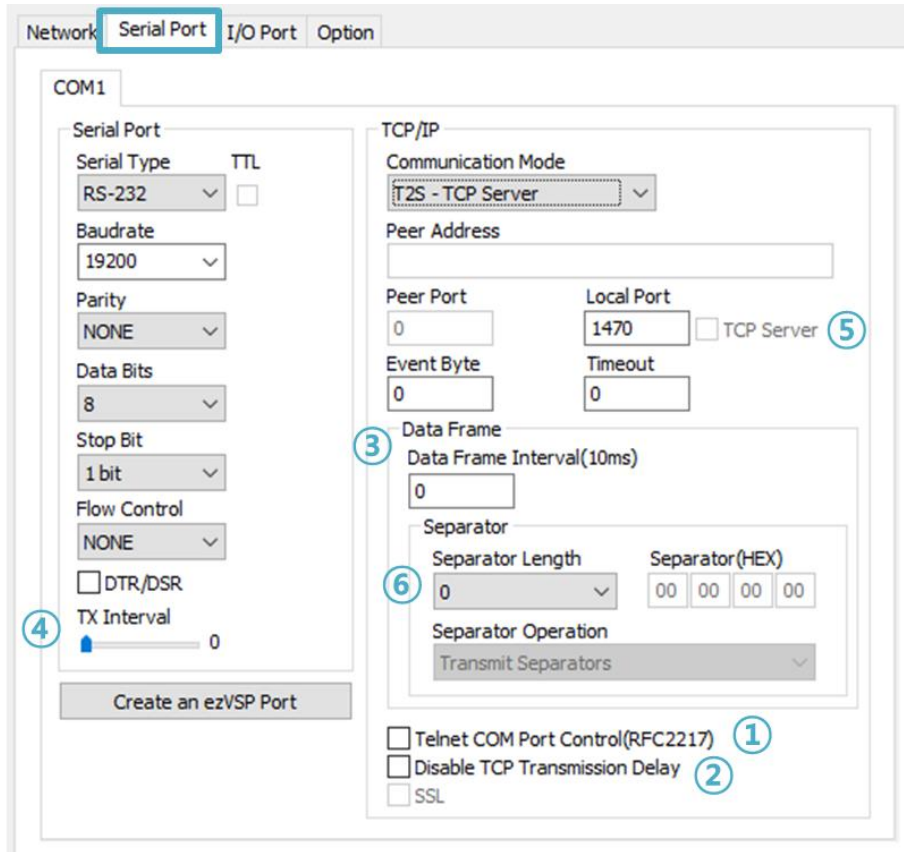 Network Serial Port I/O Port Option
COM1
Serial Port
Serial Type TTL
RS-232
Baudrate
19200
Parity
NONE
Data Bits
8
Stop Bit
1 bit
Flow Control
NONE
DTR/DSR
TX Interval
④ 0
Create an ezVSP Port
TCP/IP
Communication Mode
T2S - TCP Server
Peer Address
Peer Port Local Port
0 1470 TCP Server ⑤
Event Byte Timeout
0 0
Data Frame
③ Data Frame Interval(10ms)
0
Separator
Separator Length Separator(HEX)
⑥ 0 00 00 00 00
Separator Operation
Transmit Separators
Telnet COM Port Control(RFC2217) ①
Disable TCP Transmission Delay ②
SSL